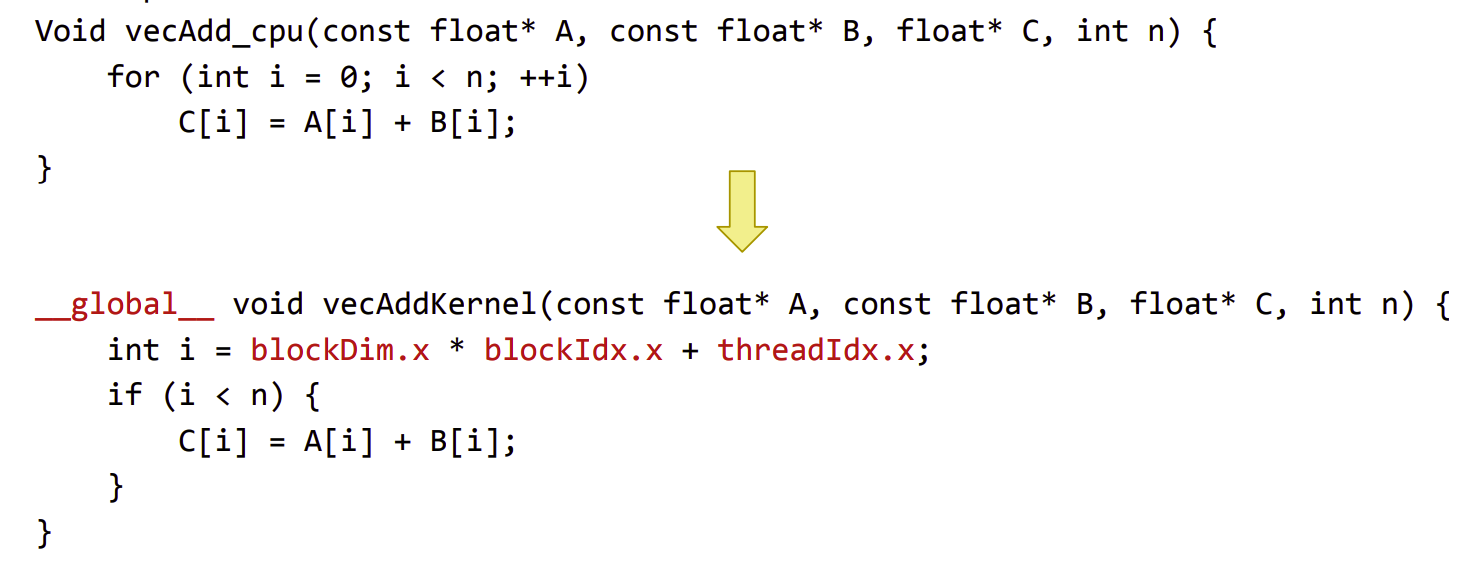 Void vecAdd_cpu(const float* A, const float* B, float* C, int n) {
    for (int i = 0; i < n; ++i)
        C[i] = A[i] + B[i];
}
__global__ void vecAddKernel(const float* A, const float* B, float* C, int n) {
    int i = blockDim.x * blockIdx.x + threadIdx.x;
    if (i < n) {
        C[i] = A[i] + B[i];
    }
}